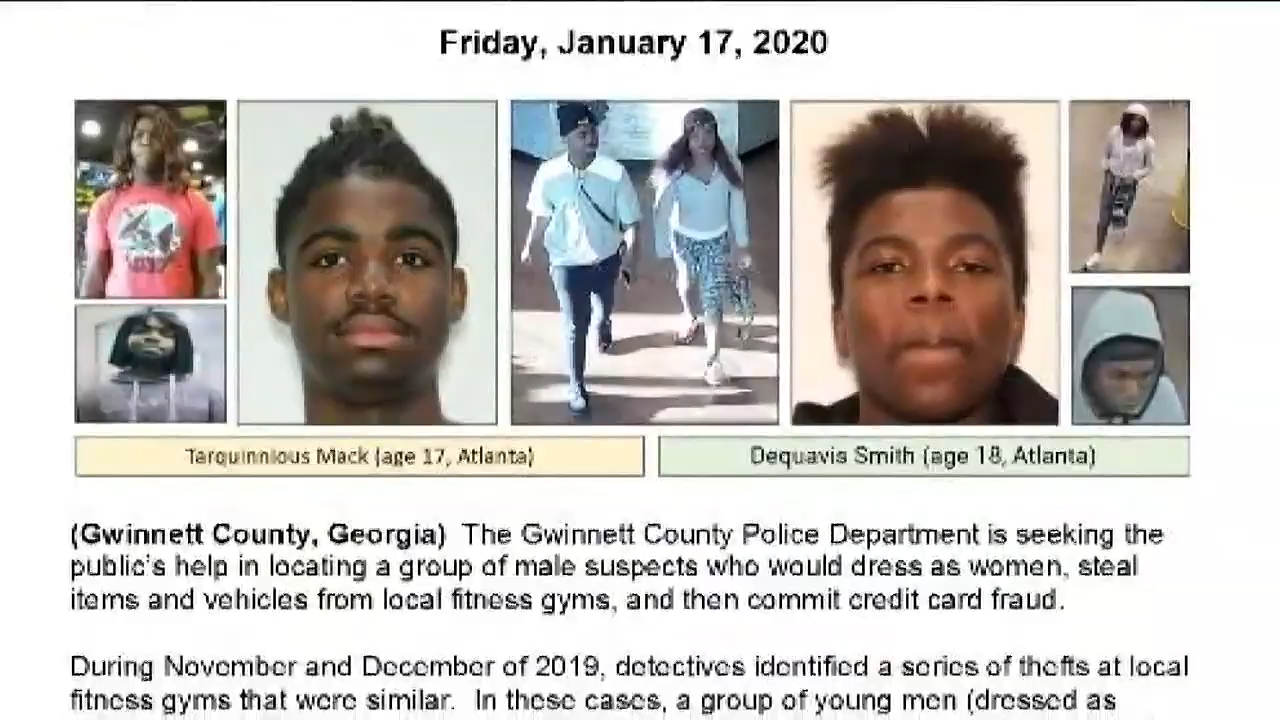 Friday, January 17, 2020
Tarquinnious Mack (age 17, Atlanta)
Dequavis Smith (age 18, Atlanta)
(Gwinnett County, Georgia) The Gwinnett County Police Department is seeking the
public's help in locating a group of male suspects who would dress as women, steal
items and vehicles from local fitness gyms, and then commit credit card fraud.
During November and December of 2019, detectives identified a series of thefts at local
fitness gyms that were similar. In these cases, a group of young men (dressed as